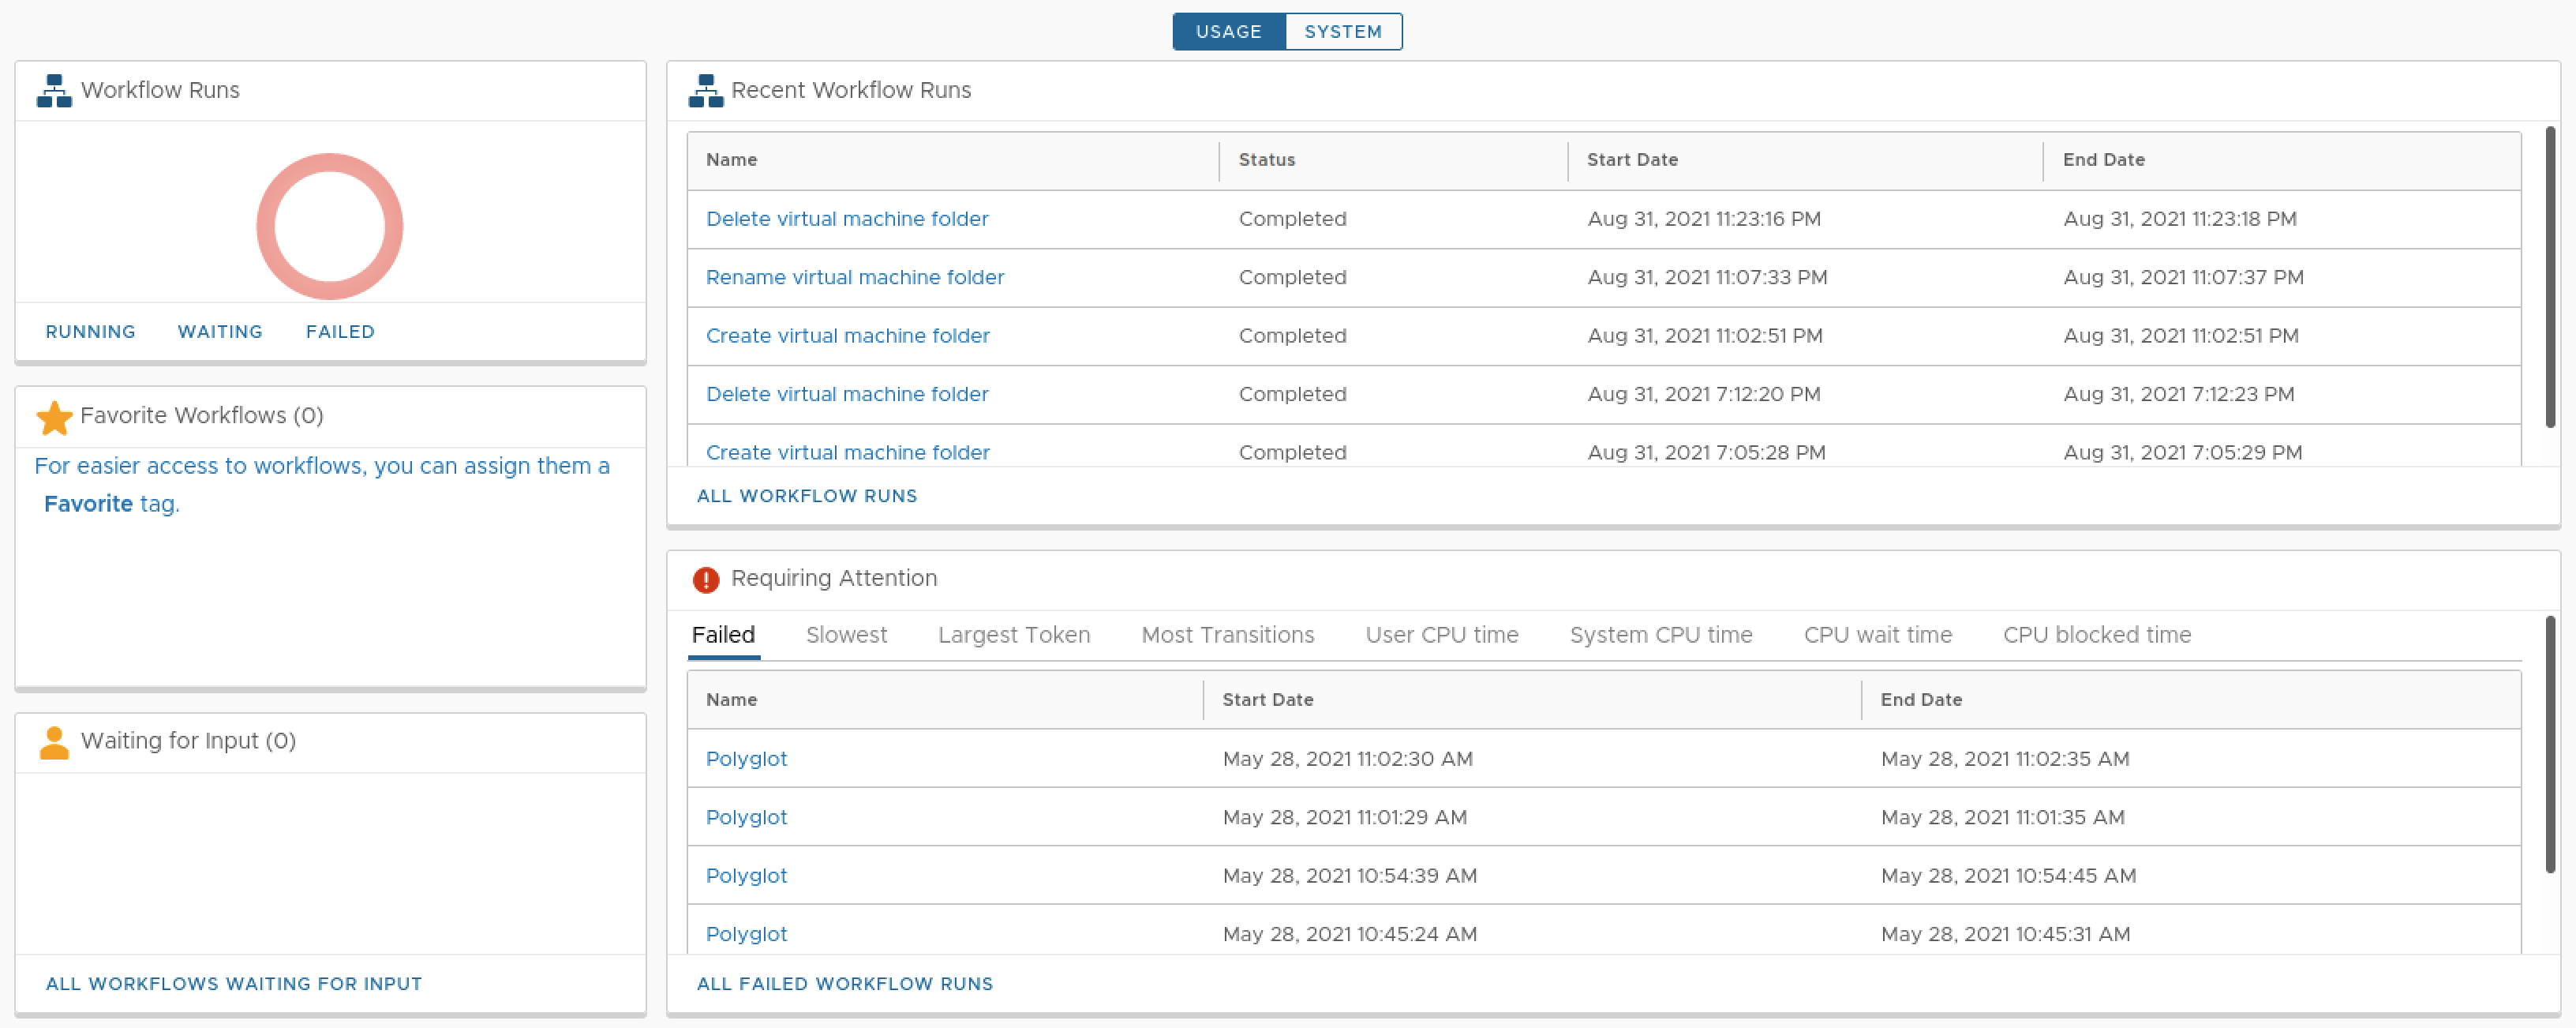 USAGE SYSTEM
Workflow Runs
RUNNING WAITING FAILED
Favorite Workflows (0)
For easier access to workflows, you can assign them a
Favorite tag.
Waiting for Input (0)
ALL WORKFLOWS WAITING FOR INPUT
Recent Workflow Runs
Name Status Start Date End Date
Delete virtual machine folder Completed Aug 31, 2021 11:23:16 PM Aug 31, 2021 11:23:18 PM
Rename virtual machine folder Completed Aug 31, 2021 11:07:33 PM Aug 31, 2021 11:07:37 PM
Create virtual machine folder Completed Aug 31, 2021 11:02:51 PM Aug 31, 2021 11:02:51 PM
Delete virtual machine folder Completed Aug 31, 2021 7:12:20 PM Aug 31, 2021 7:12:23 PM
Create virtual machine folder Completed Aug 31, 2021 7:05:28 PM Aug 31, 2021 7:05:29 PM
ALL WORKFLOW RUNS
Requiring Attention
Failed Slowest Largest Token Most Transitions User CPU time System CPU time CPU wait time CPU blocked time
Name Start Date End Date
Polyglot May 28, 2021 11:02:30 AM May 28, 2021 11:02:35 AM
Polyglot May 28, 2021 11:01:29 AM May 28, 2021 11:01:35 AM
Polyglot May 28, 2021 10:54:39 AM May 28, 2021 10:54:45 AM
Polyglot May 28, 2021 10:45:24 AM May 28, 2021 10:45:31 AM
ALL FAILED WORKFLOW RUNS